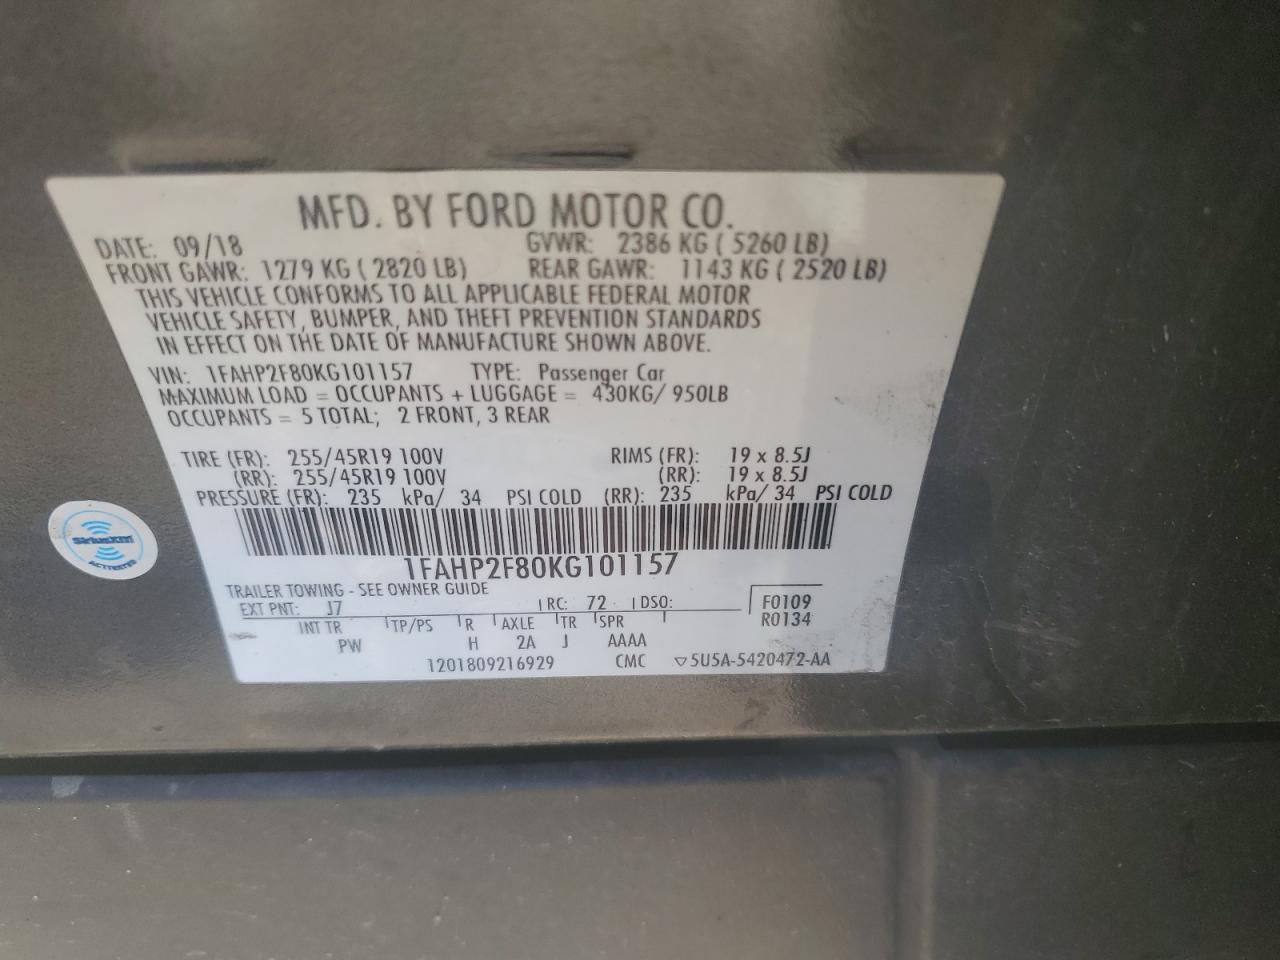 MFD. BY FORD MOTOR CO.
DATE: 09/18 GVWR: 2386 KG ( 5260 LB)
FRONT GAWR: 1279 KG ( 2820 LB) REAR GAWR: 1143 KG ( 2520 LB)
THIS VEHICLE CONFORMS TO ALL APPLICABLE FEDERAL MOTOR
VEHICLE SAFETY, BUMPER, AND THEFT PREVENTION STANDARDS
IN EFFECT ON THE DATE OF MANUFACTURE SHOWN ABOVE.
VIN: 1FAHP2F80KG101157 TYPE: Passenger Car
MAXIMUM LOAD = OCCUPANTS + LUGGAGE = 430KG/ 950LB
OCCUPANTS = 5 TOTAL; 2 FRONT, 3 REAR
TIRE (FR): 255/45R19 100V RIMS (FR): 19 x 8.5J
(RR): 255/45R19 100V (RR): 19 x 8.5J
PRESSURE (FR): 235 kPa/ 34 PSI COLD (RR): 235 kPa/ 34 PSI COLD
1FAHP2F80KG101157
TRAILER TOWING - SEE OWNER GUIDE
EXT PNT: J7 RC: 72 DSO: F0109
INT TR TP/PS R AXLE TR SPR R0134
PW H 2A J AAAA
1201809216929 CMC ▽5U5A-5420472-AA
SiriusXM
ACTIVATED